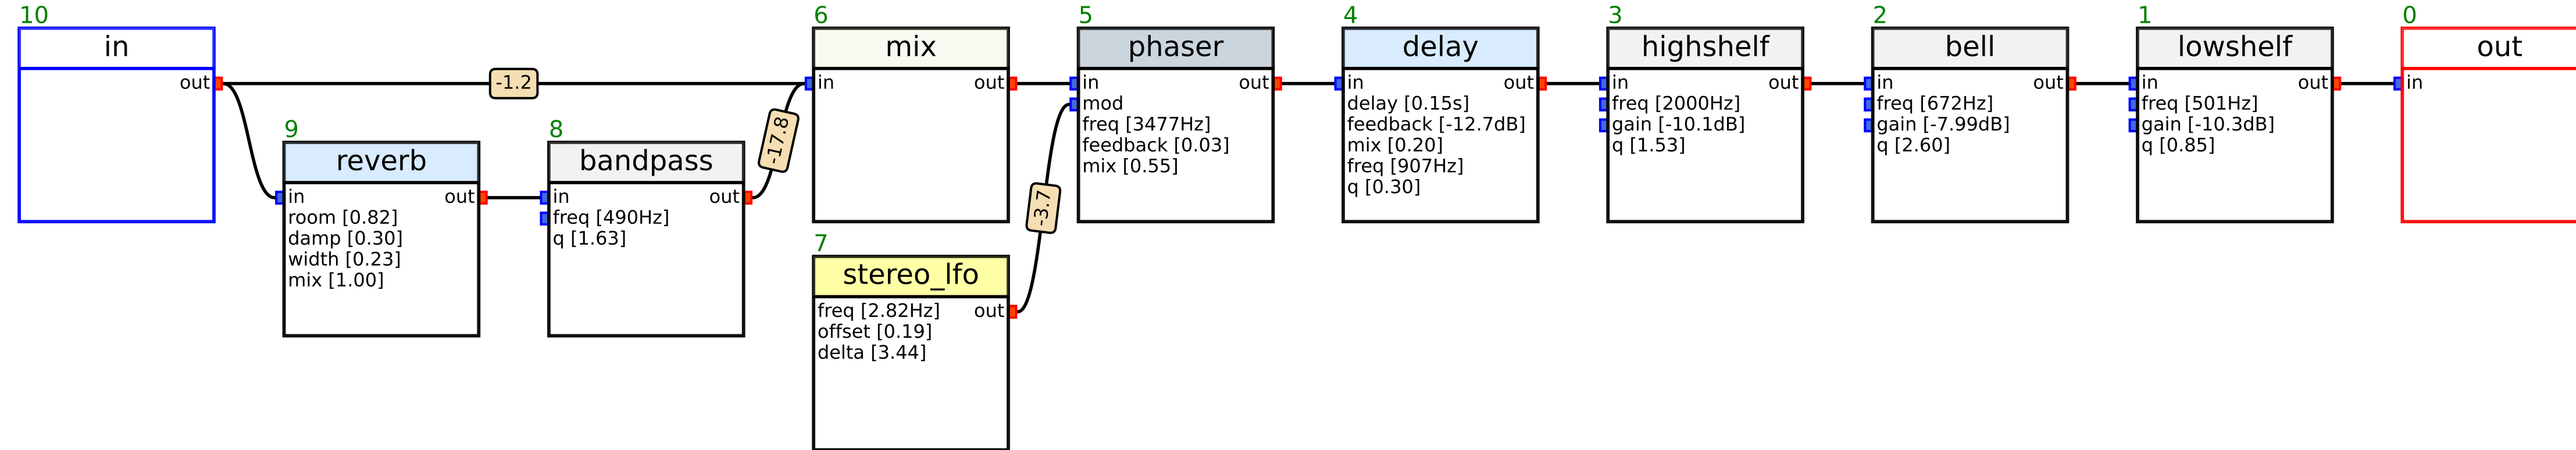 10
in
out
-1.2
9
reverb
in
out
room [0.82]
damp [0.30]
width [0.23]
mix [1.00]
8
bandpass
in
out
freq [490Hz]
q [1.63]
-17.8
6
mix
in
out
7
stereo_lfo
freq [2.82Hz]
out
offset [0.19]
delta [3.44]
-3.7
5
phaser
in
out
mod
freq [3477Hz]
feedback [0.03]
mix [0.55]
4
delay
in
out
delay [0.15s]
feedback [-12.7dB]
mix [0.20]
freq [907Hz]
q [0.30]
3
highshelf
in
out
freq [2000Hz]
gain [-10.1dB]
q [1.53]
2
bell
in
out
freq [672Hz]
gain [-7.99dB]
q [2.60]
1
lowshelf
in
out
freq [501Hz]
gain [-10.3dB]
q [0.85]
0
out
in